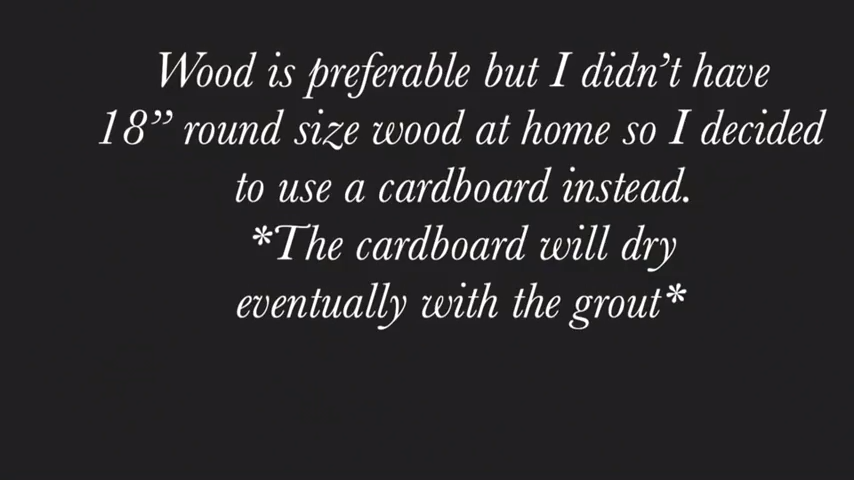 Wood is preferable but I didn’t have
18” round size wood at home so I decided
to use a cardboard instead.
*The cardboard will dry
eventually with the grout*